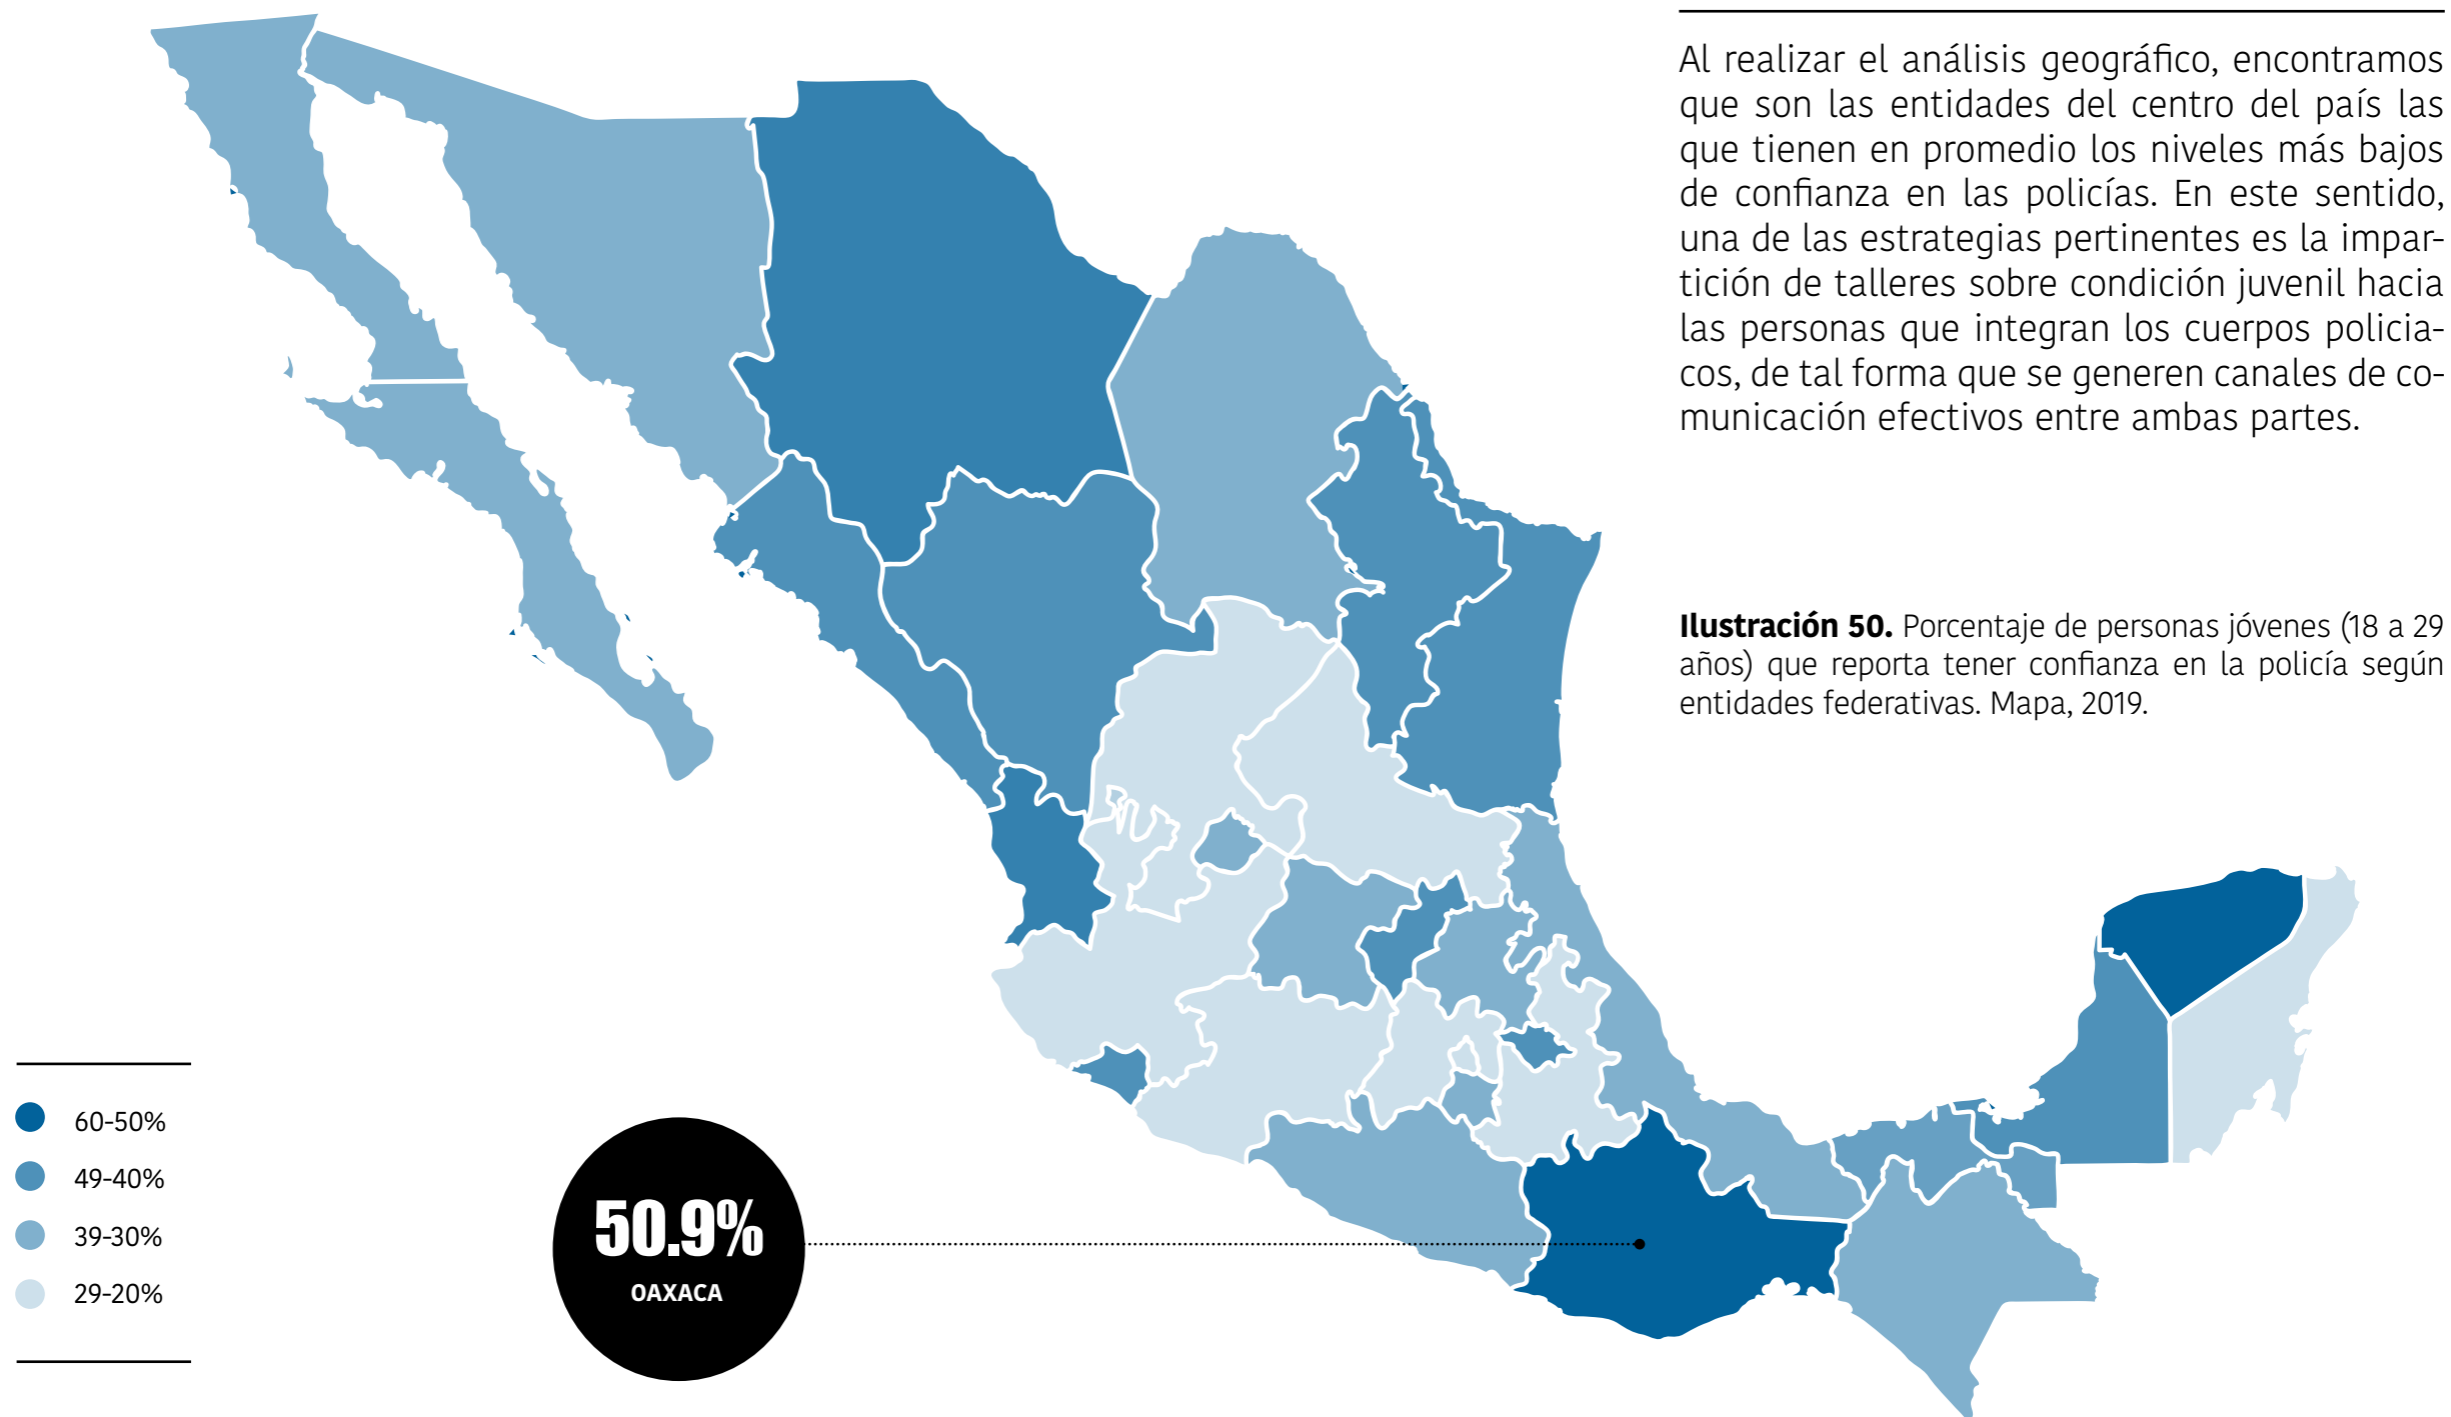 Al realizar el análisis geográfico, encontramos
que son las entidades del centro del país las
que tienen en promedio los niveles más bajos
de confianza en las policías. En este sentido,
una de las estrategias pertinentes es la impar-
tición de talleres sobre condición juvenil hacia
las personas que integran los cuerpos policia-
cos, de tal forma que se generen canales de co-
municación efectivos entre ambas partes.
Ilustración 50. Porcentaje de personas jóvenes (18 a 29
años) que reporta tener confianza en la policía según
entidades federativas. Mapa, 2019.
60-50%
49-40%
39-30%
29-20%
50.9%
OAXACA